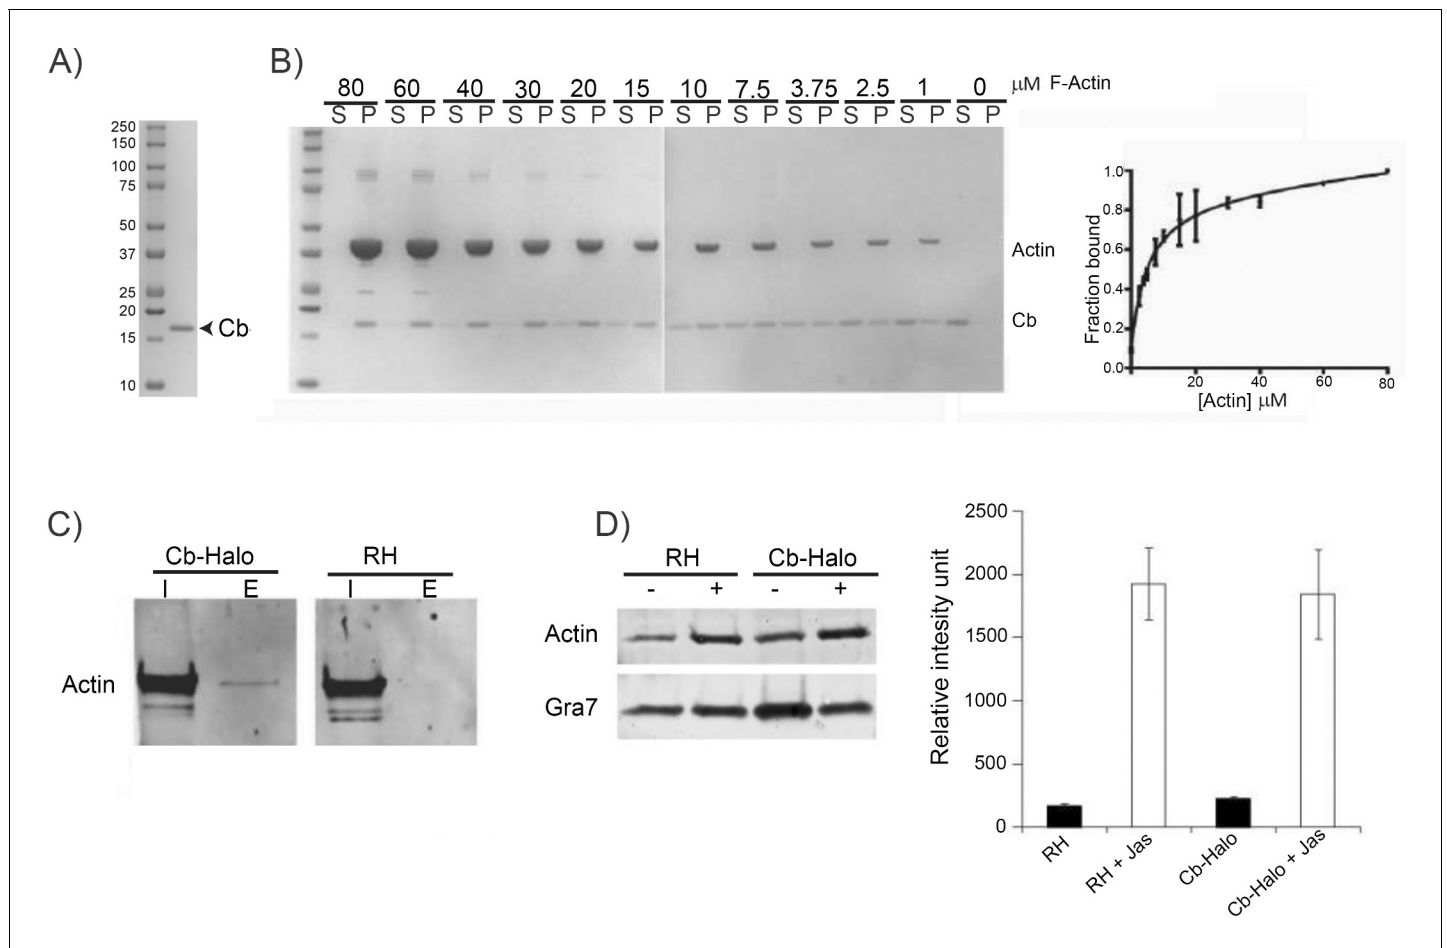 A)
250
150
100
75
50
37
25
20
15
10
Cb
B)
80 60 40 30 20 15 10 7.5 3.75 2.5 1 0 μM F-Actin
S P S P S P S P S P S P S P S P S P S P S P S P
Actin
Cb
Fraction bound
1.0
0.8
0.6
0.4
0.2
0.0
20 40 60 80
[Actin] μM
C)
Cb-Halo RH
I E I E
Actin
D)
RH Cb-Halo
- + - +
Actin
Gra7
Relative intesity unit
2500
2000
1500
1000
500
0
RH
RH + Jas
Cb-Halo
Cb-Halo + Jas